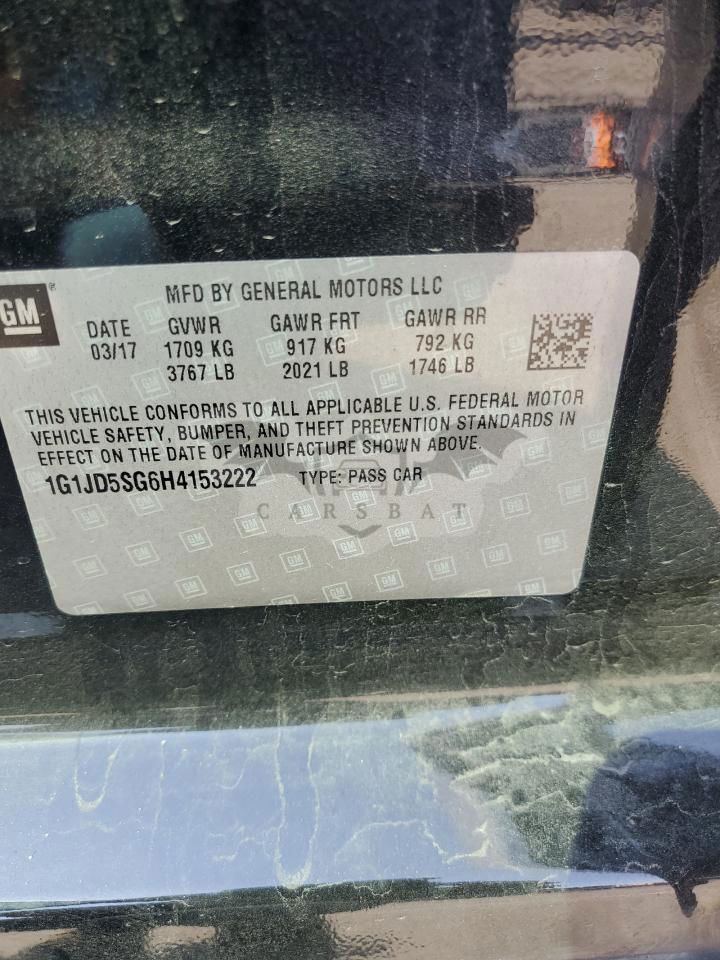 GM
MFD BY GENERAL MOTORS LLC
DATE GVWR GAWR FRT GAWR RR
03/17 1709 KG 917 KG 792 KG
3767 LB 2021 LB 1746 LB
THIS VEHICLE CONFORMS TO ALL APPLICABLE U.S. FEDERAL MOTOR
VEHICLE SAFETY, BUMPER, AND THEFT PREVENTION STANDARDS IN
EFFECT ON THE DATE OF MANUFACTURE SHOWN ABOVE.
1G1JD5SG6H4153222 TYPE: PASS CAR
CARSBAT